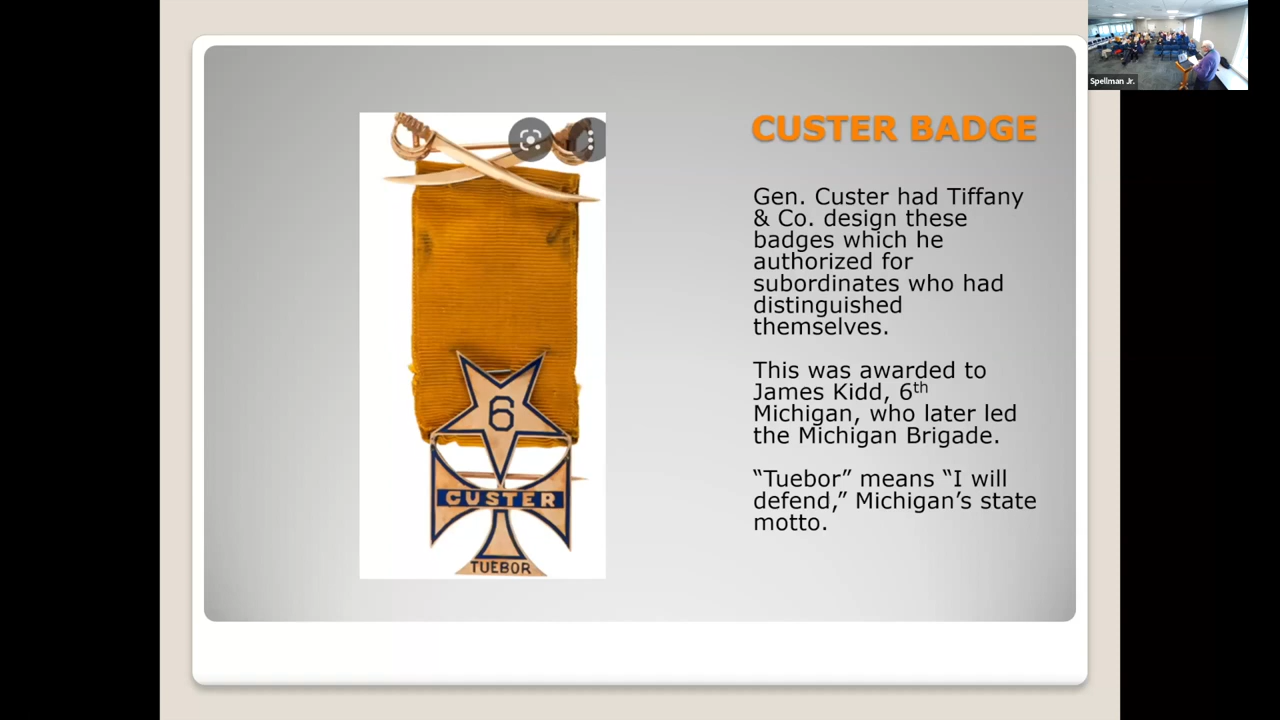 Spellman Jr.
CUSTER BADGE
Gen. Custer had Tiffany
& Co. design these
badges which he
authorized for
subordinates who had
distinguished
themselves.
This was awarded to
James Kidd, 6th
Michigan, who later led
the Michigan Brigade.
“Tuebor” means “I will
defend,” Michigan’s state
motto.
6
CUSTER
TUEBOR